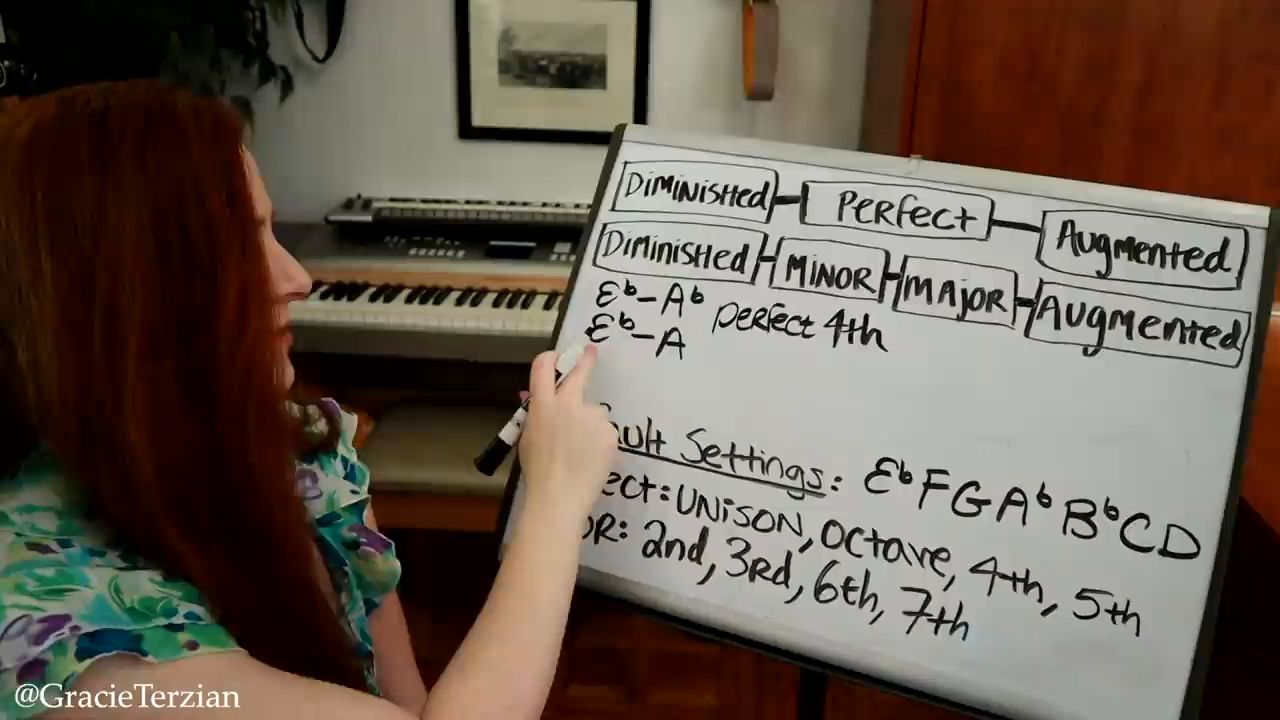 Diminished - Perfect - Augmented
Diminished - Minor - Major - Augmented
E♭-A♭ perfect 4th
E♭-A
ault Settings: E♭ F G A♭ B♭ C D
ect: Unison, Octave, 4th, 5th
OR: 2nd, 3rd, 6th, 7th
@GracieTerzian